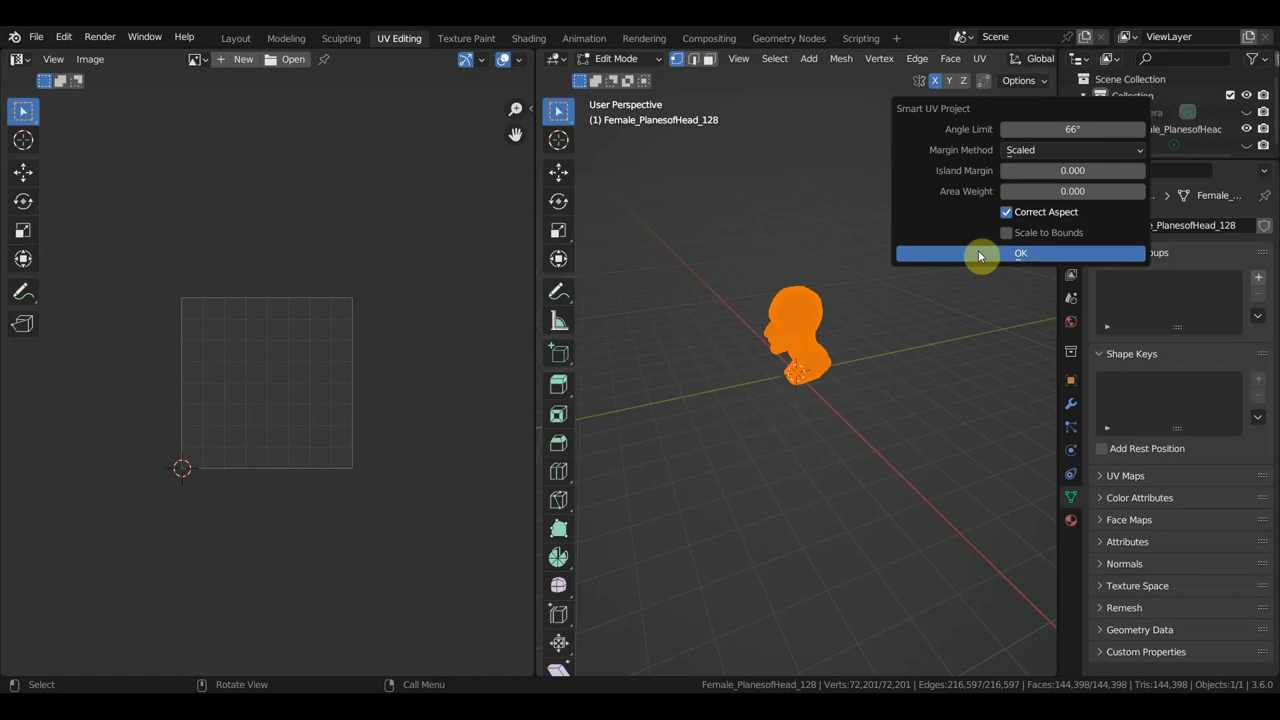 File Edit Render Window Help Layout Modeling Sculpting UV Editing Texture Paint Shading Animation Rendering Compositing Geometry Nodes Scripting Scene ViewLayer
View Image New Open Edit Mode View Select Add Mesh Vertex Edge Face UV Global
X Y Z Options Scene Collection
Collection
User Perspective
(1) Female_PlanesofHead_128
Smart UV Project
Angle Limit 66°
Margin Method Scaled
Island Margin 0.000
Area Weight 0.000
Correct Aspect
Scale to Bounds
OK
Female_...
Shape Keys
Add Rest Position
UV Maps
Color Attributes
Face Maps
Attributes
Normals
Texture Space
Remesh
Geometry Data
Custom Properties
Select Rotate View Call Menu Female_PlanesofHead_128 | Verts:72,201/72,201 | Edges:216,597/216,597 | Faces:144,398/144,398 | Tris:144,398 | Objects:1/1 | 3.6.0